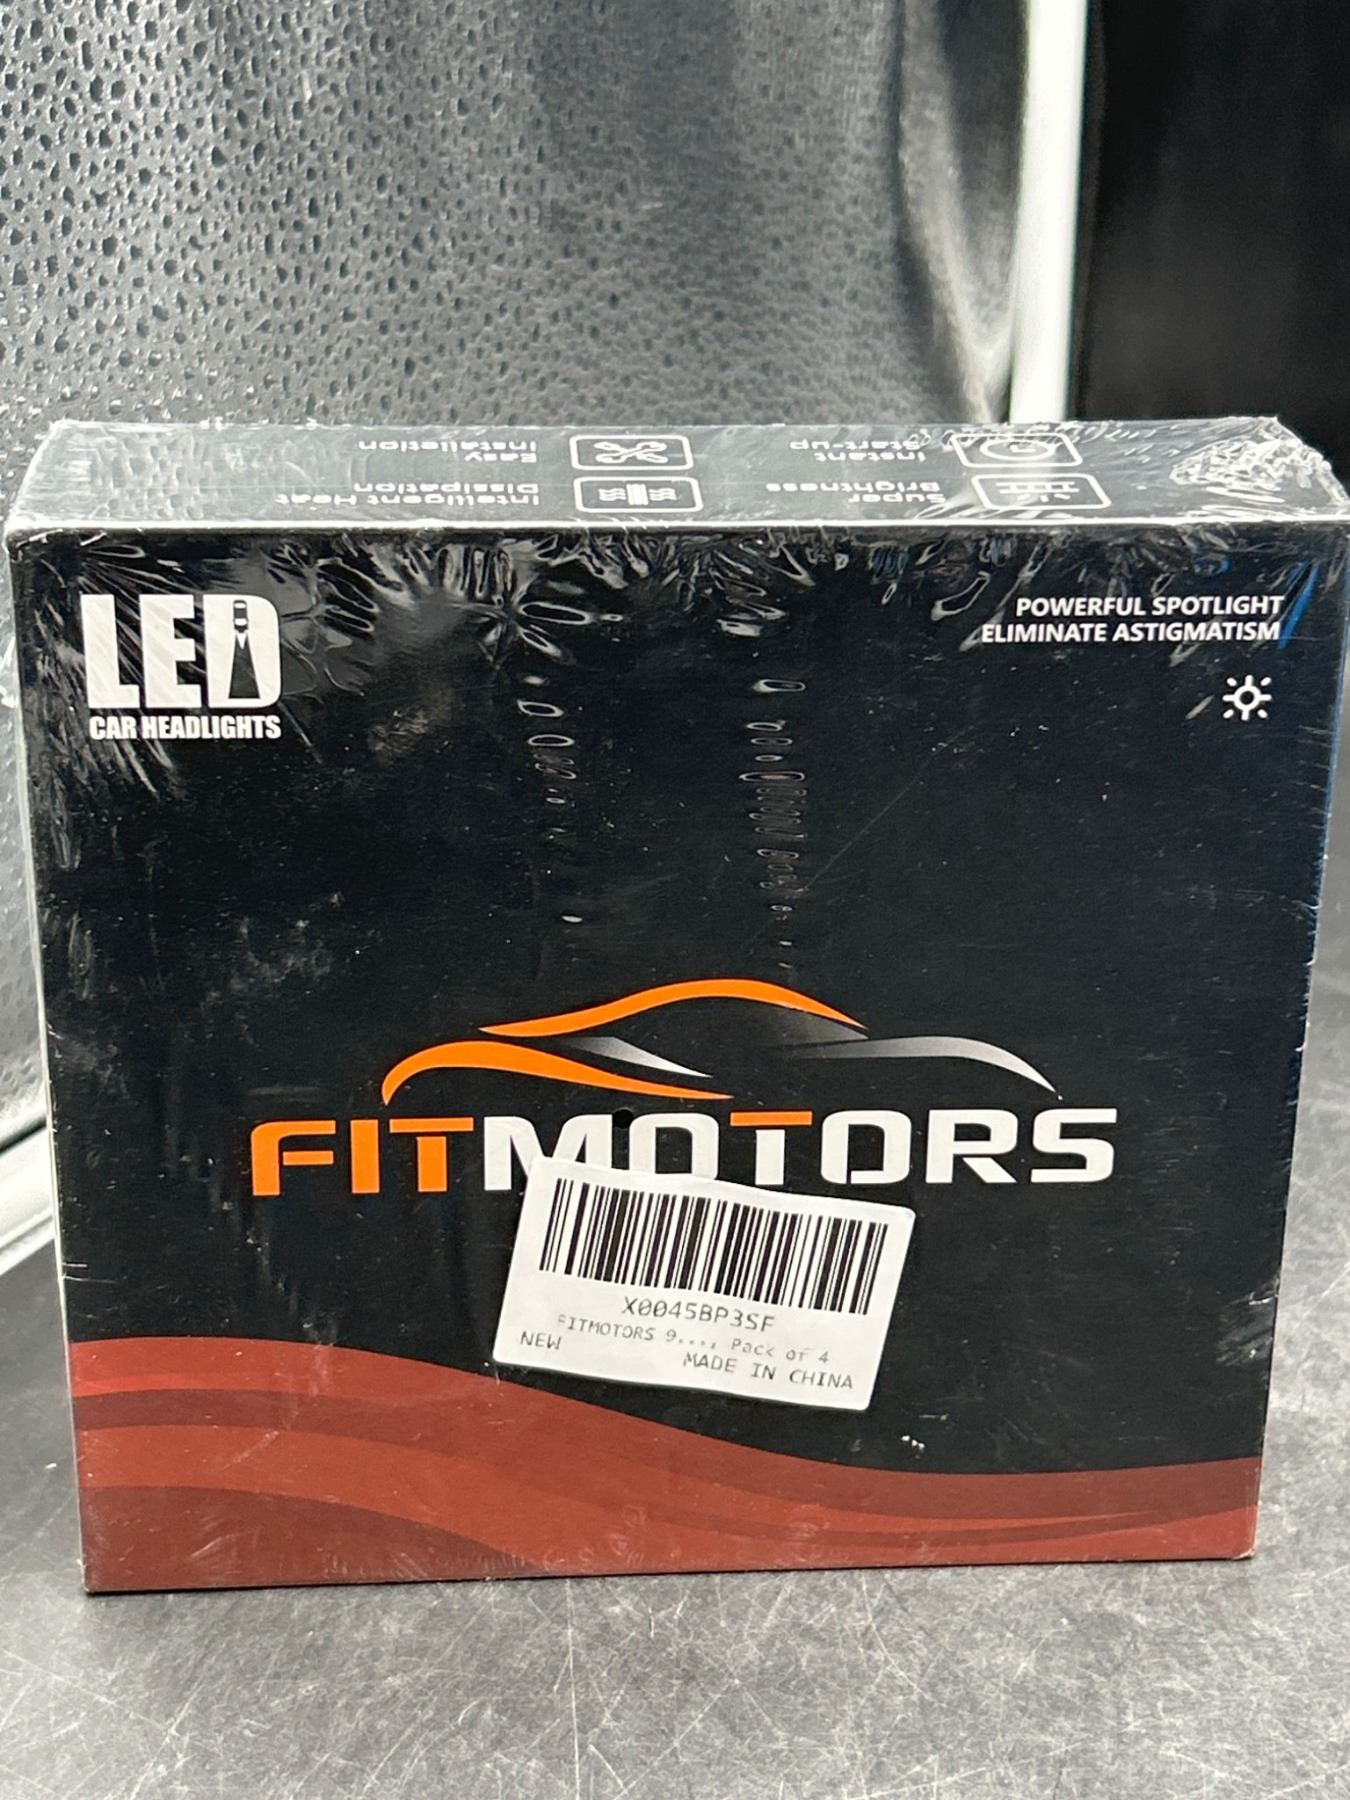 Easy
installation
instant
Start-up
Intelligent Heat
Dissipation
Super
Brightness
LED
CAR HEADLIGHTS
POWERFUL SPOTLIGHT
ELIMINATE ASTIGMATISM
FITMOTORS
X0045BP3SF
FITMOTORS 9..., Pack of 4
NEW
MADE IN CHINA